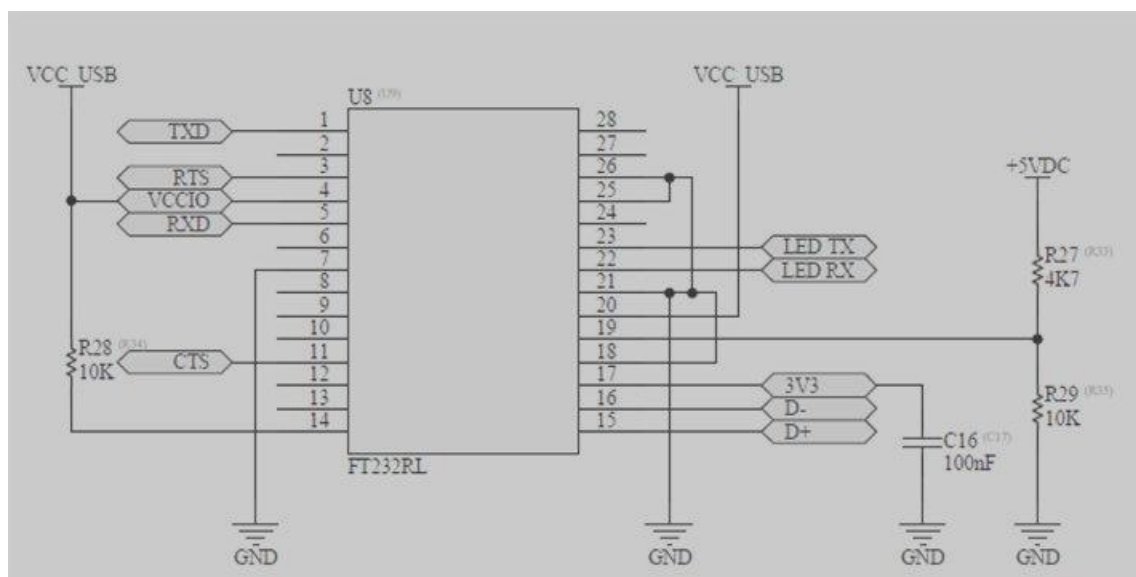 VCC_USB
VCC_USB
U8 (U9)
TXD
1
28
2
27
RTS
3
26
+5VDC
VCCIO
4
25
RXD
5
24
6
23
LED TX
7
22
LED RX
R27 (R33)
4K7
8
21
9
20
10
19
R28 (R34)
10K
CTS
11
18
12
17
3V3
13
16
D-
R29 (R35)
10K
14
15
D+
C16 (C17)
100nF
FT232RL
GND
GND
GND
GND